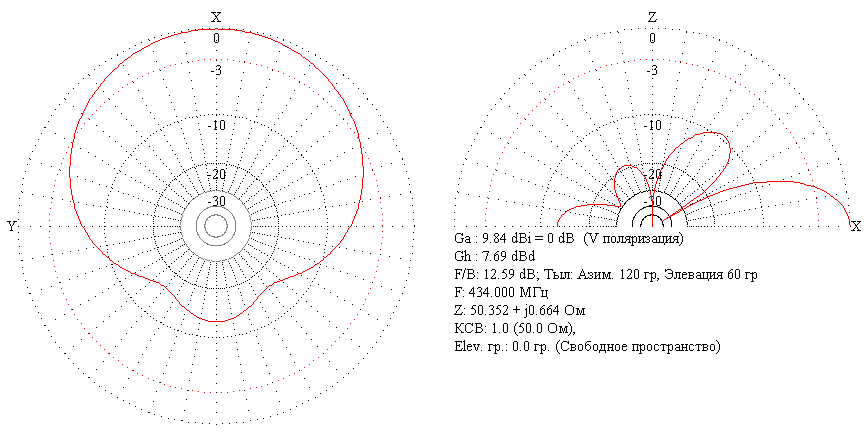 X
0
-3
-10
-20
-30
Y
Z
0
-3
-10
-20
-30
X
Ga : 9.84 dBi = 0 dB (V поляризация)
Gh : 7.69 dBd
F/B: 12.59 dB; Тыл: Азим. 120 гр, Элевация 60 гр
F: 434.000 МГц
Z: 50.352 + j0.664 Ом
КСВ: 1.0 (50.0 Ом),
Elev. гр.: 0.0 гр. (Свободное пространство)